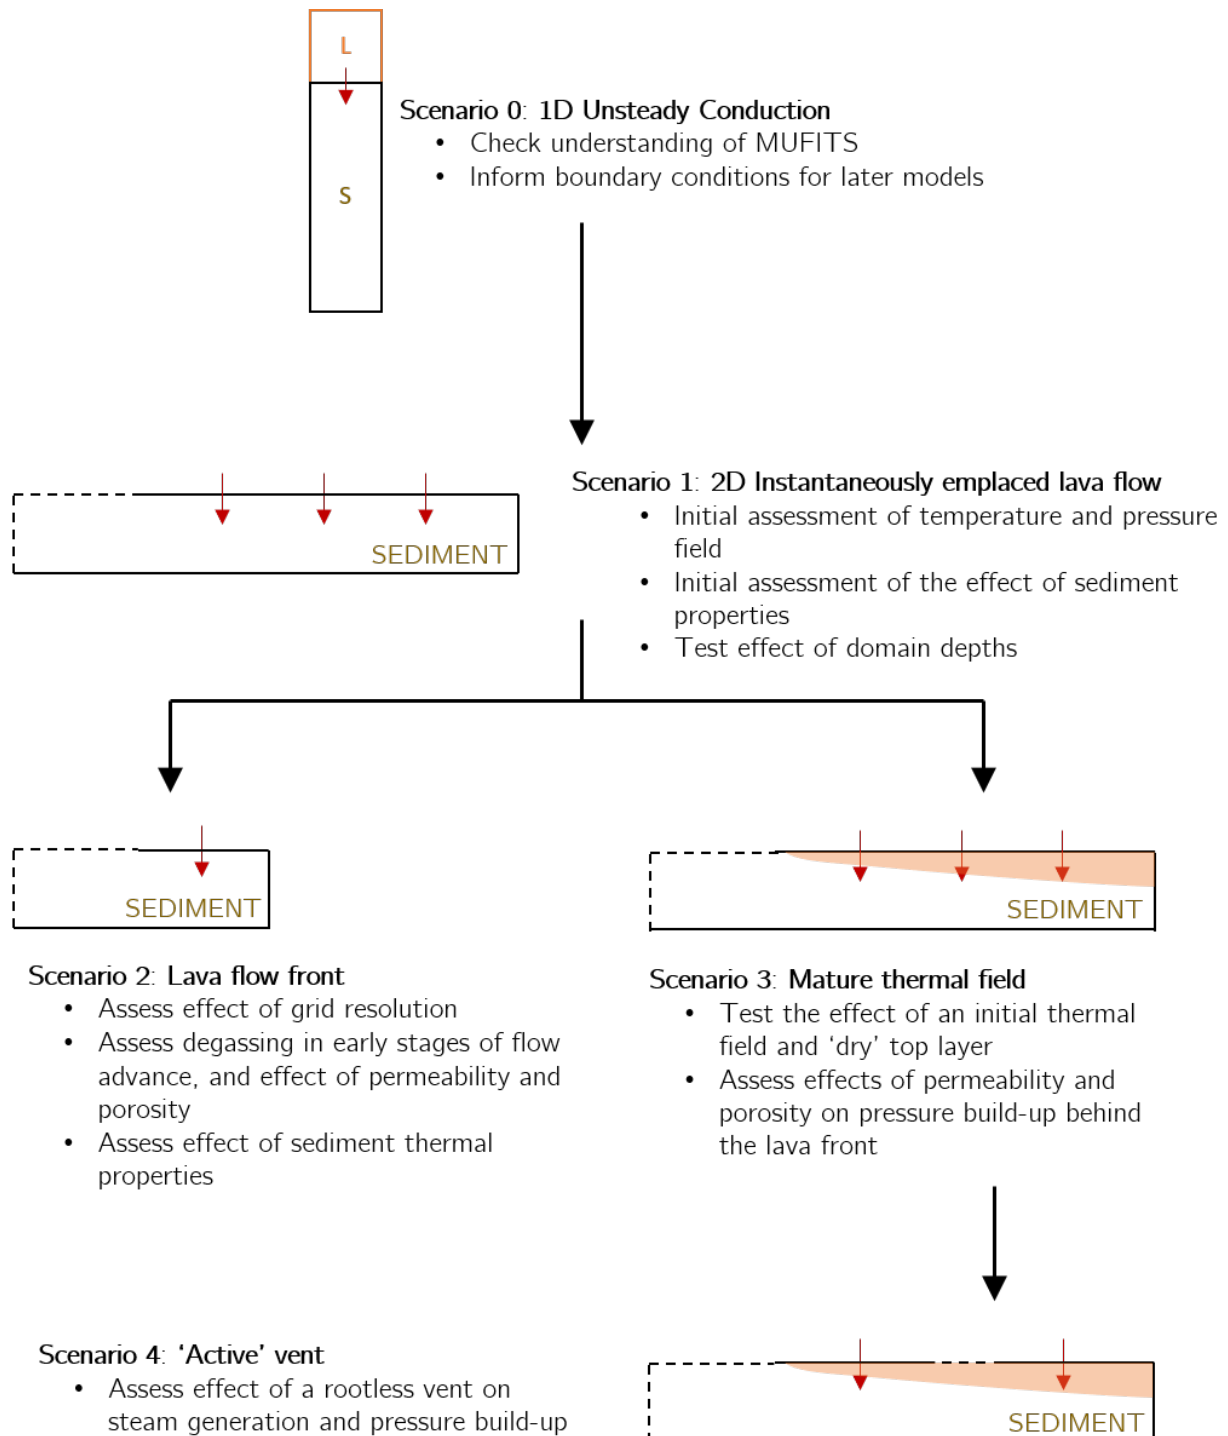 L
S
Scenario 0: 1D Unsteady Conduction
• Check understanding of MUFITS
• Inform boundary conditions for later models
SEDIMENT
Scenario 1: 2D Instantaneously emplaced lava flow
• Initial assessment of temperature and pressure
field
• Initial assessment of the effect of sediment
properties
• Test effect of domain depths
SEDIMENT
Scenario 2: Lava flow front
• Assess effect of grid resolution
• Assess degassing in early stages of flow
advance, and effect of permeability and
porosity
• Assess effect of sediment thermal
properties
SEDIMENT
Scenario 3: Mature thermal field
• Test the effect of an initial thermal
field and ‘dry’ top layer
• Assess effects of permeability and
porosity on pressure build-up behind
the lava front
Scenario 4: ‘Active’ vent
• Assess effect of a rootless vent on
steam generation and pressure build-up
SEDIMENT